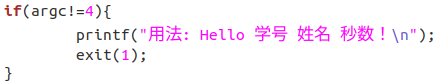 if(argc!=4){
printf("用法: Hello 学号 姓名 秒数！\n");
exit(1);
}